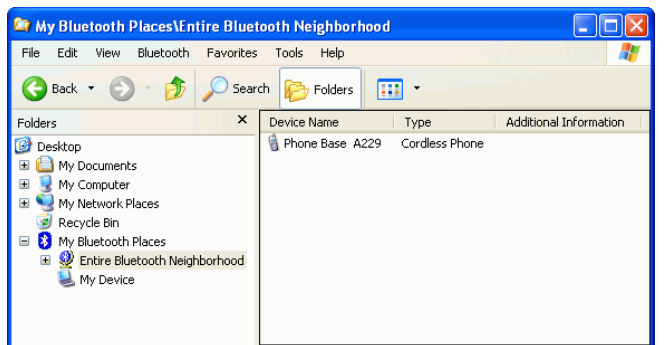 My Bluetooth Places\Entire Bluetooth Neighborhood
File Edit View Bluetooth Favorites Tools Help
Back Search Folders
Folders x
Desktop
My Documents
My Computer
My Network Places
Recycle Bin
My Bluetooth Places
Entire Bluetooth Neighborhood
My Device
Device Name Type Additional Information
Phone Base A229 Cordless Phone